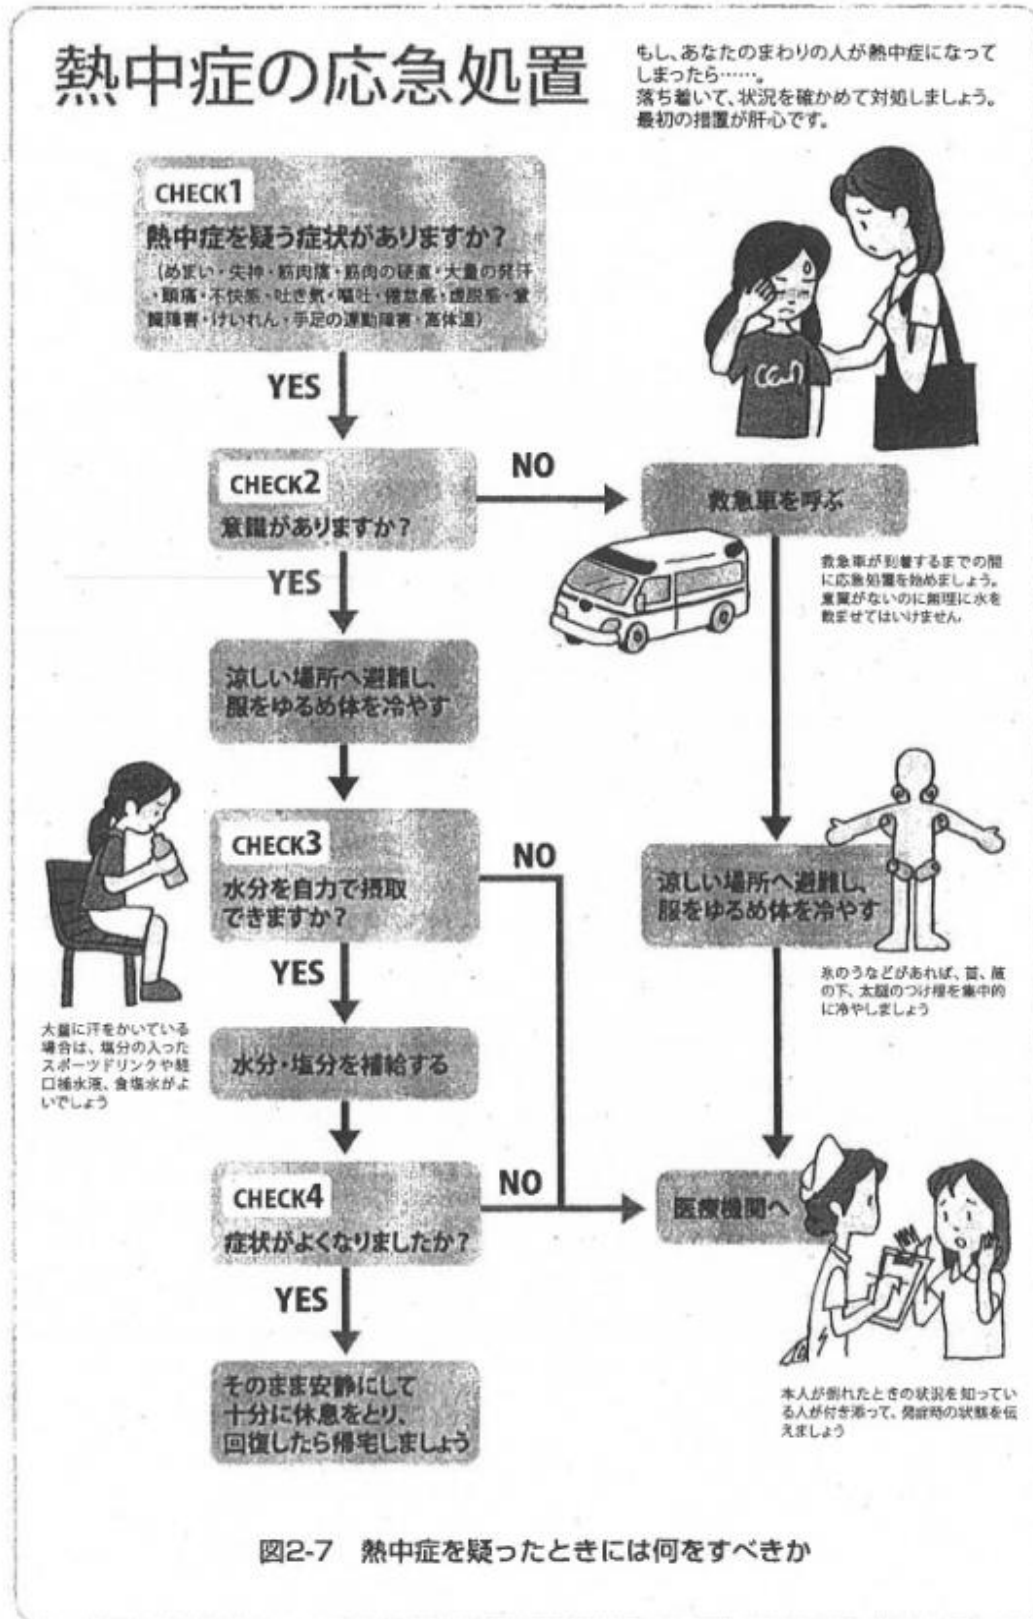 熱中症の応急処置
もし、あなたのまわりの人が熱中症になって
しまったら……。
落ち着いて、状況を確かめて対処しましょう。
最初の措置が肝心です。
CHECK1
熱中症を疑う症状がありますか?
(めまい・失神・筋肉痛・筋肉の硬直・大量の発汗
・頭痛・不快感・吐き気・嘔吐・倦怠感・虚脱感・意
識障害・けいれん・手足の運動障害・高体温)
YES
CHECK2
意識がありますか?
NO
救急車を呼ぶ
救急車が到着するまでの間
に応急処置を始めましょう。
意識がないのに無理に水を
飲ませてはいけません
YES
涼しい場所へ避難し、
服をゆるめ体を冷やす
CHECK3
水分を自力で摂取
できますか?
NO
涼しい場所へ避難し、
服をゆるめ体を冷やす
氷のうなどがあれば、首、腋
の下、太腿のつけ根を集中的
に冷やしましょう
YES
大量に汗をかいている
場合は、塩分の入った
スポーツドリンクや経
口補水液、食塩水がよ
いでしょう
水分・塩分を補給する
CHECK4
症状がよくなりましたか?
NO
医療機関へ
YES
本人が倒れたときの状況を知ってい
る人が付き添って、発症時の状態を伝
えましょう
そのまま安静にして
十分に休息をとり、
回復したら帰宅しましょう
図2-7 熱中症を疑ったときには何をすべきか